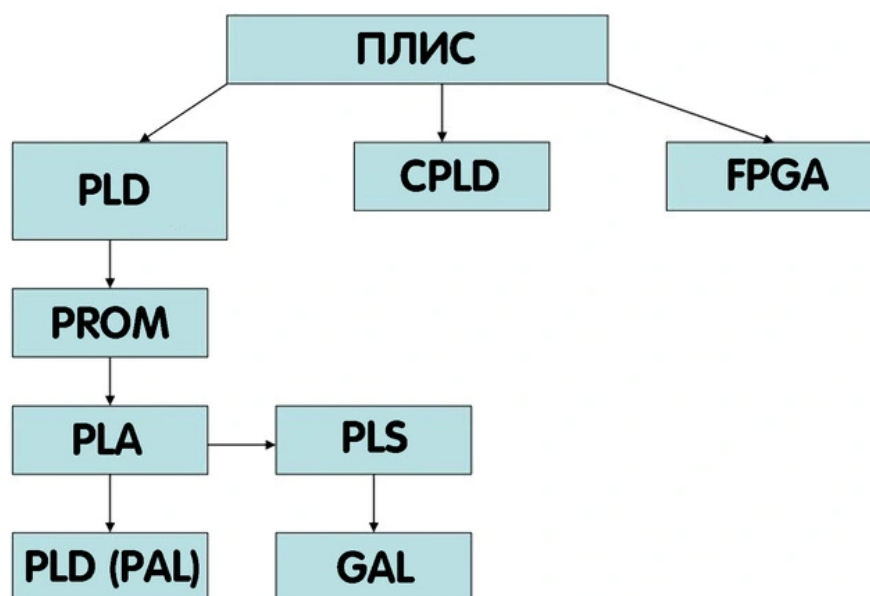 ПЛИС
PLD
CPLD
FPGA
PROM
PLA
PLS
PLD (PAL)
GAL